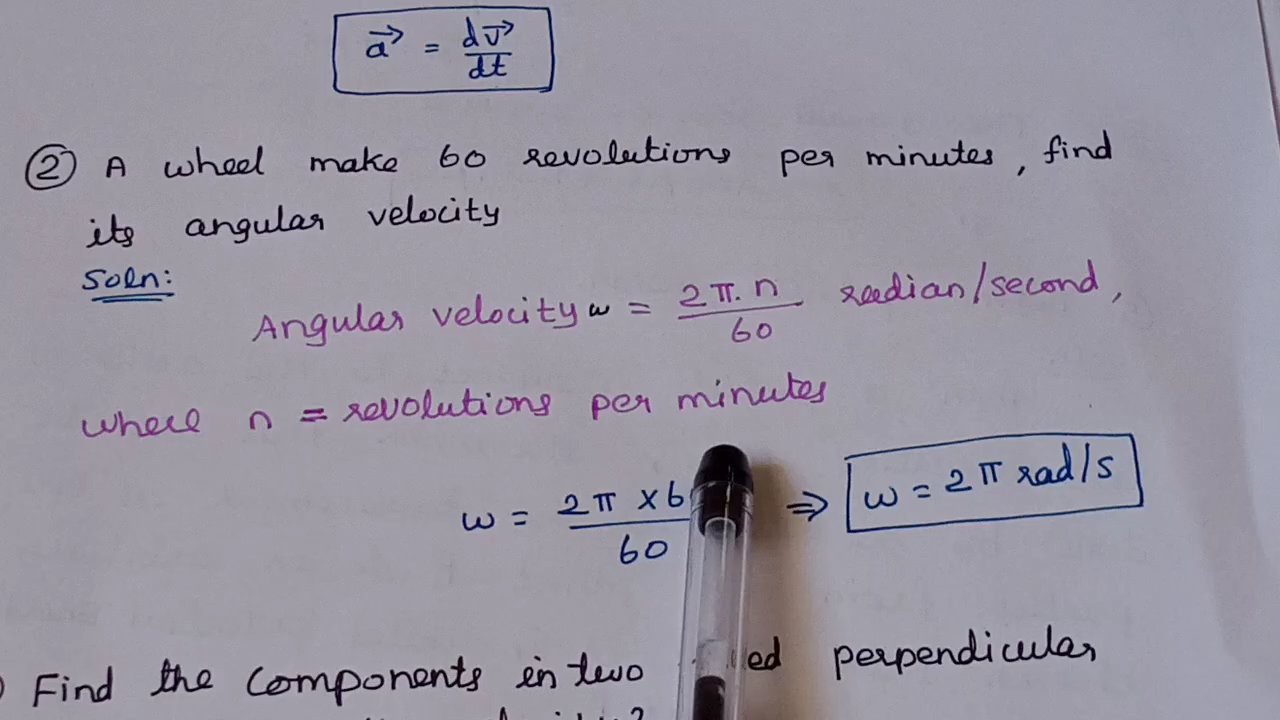 a⃗ = dv⃗/dt
② A wheel make 60 revolutions per minutes, find
its angular velocity
Soln:
Angular velocity ω = 2π.n/60 radian/second,
where n = revolutions per minutes
ω = 2π × 6 /60 ⇒ ω = 2π rad/s
Find the components in two perpendicular